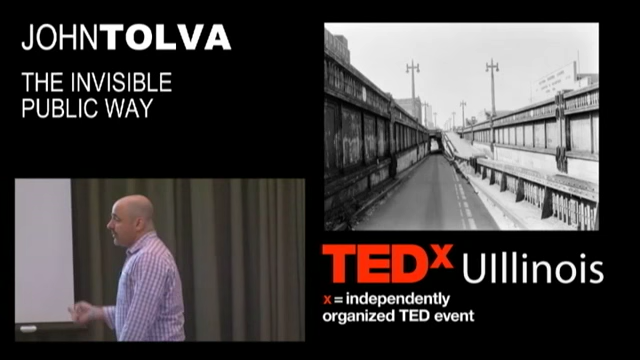 JOHNTOLVA
THE INVISIBLE
PUBLIC WAY
TEDx UIllinois
x = independently
organized TED event